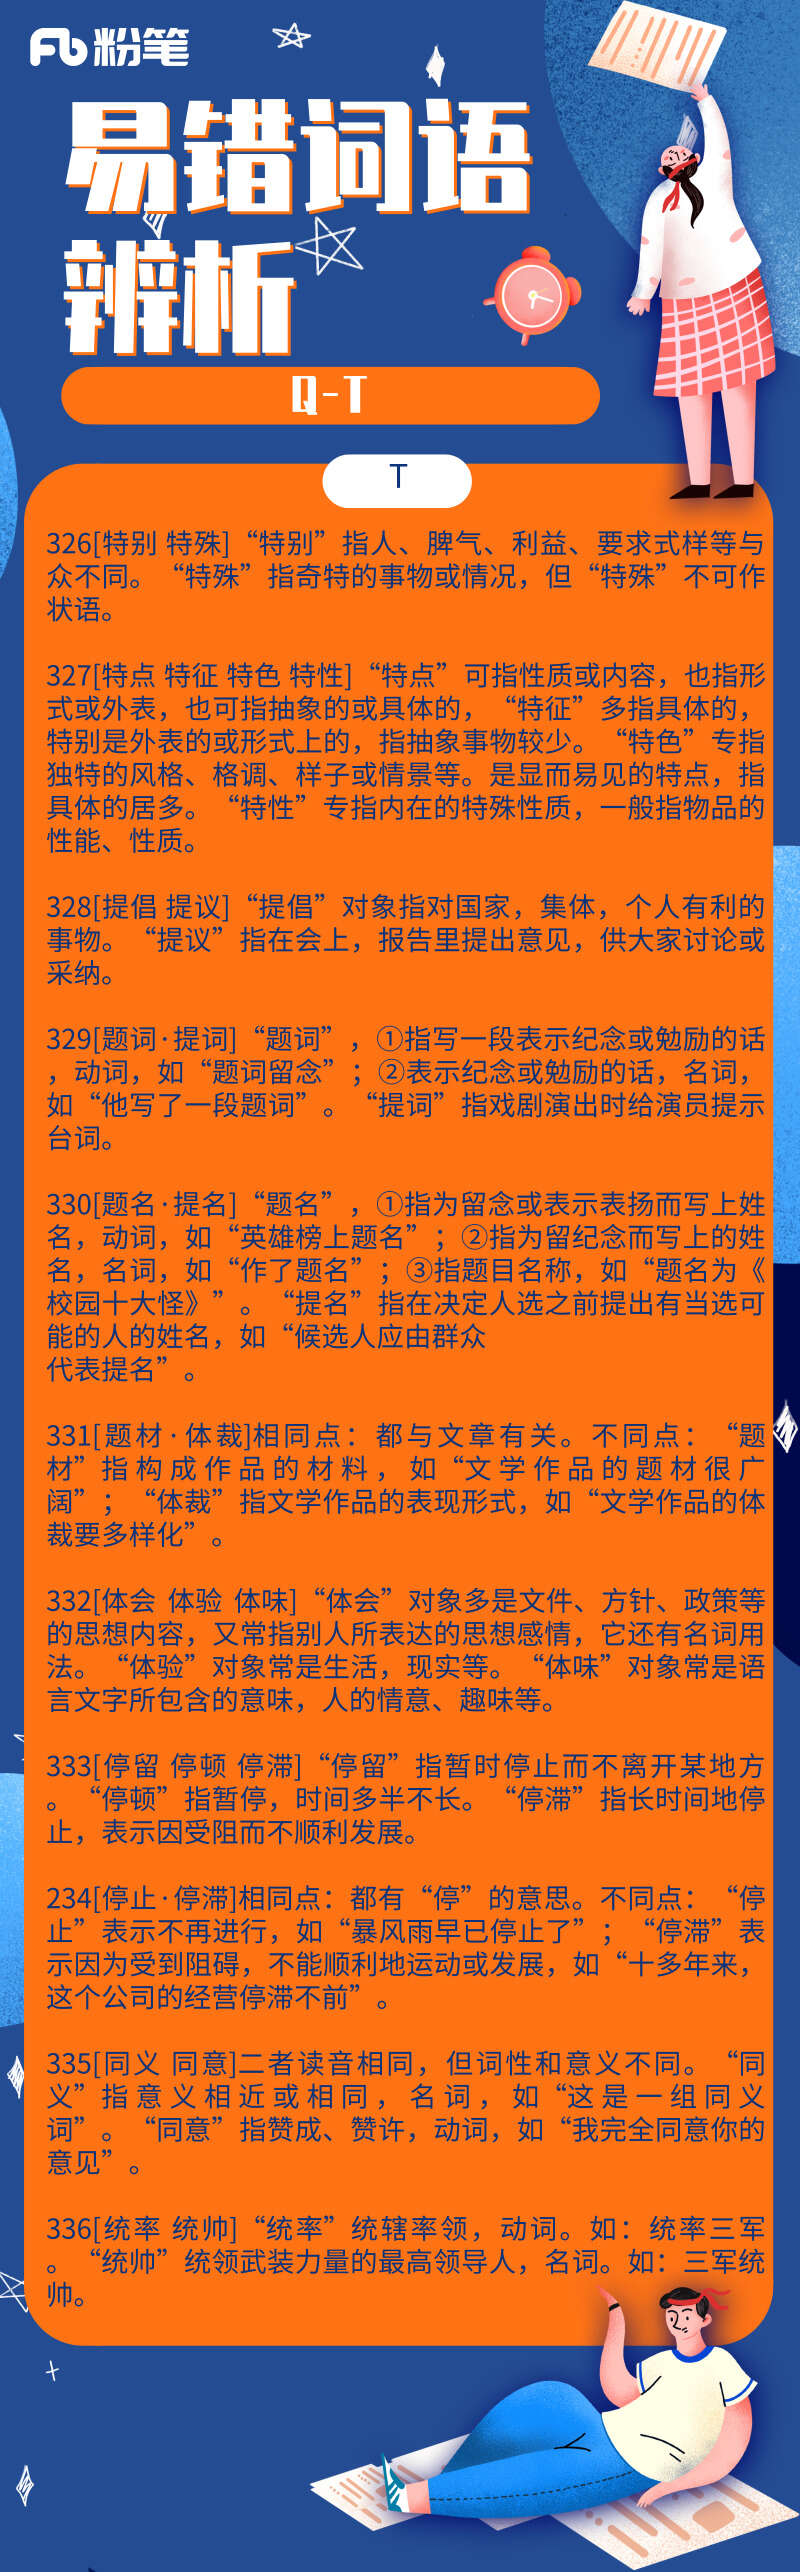 粉笔
易错词语
辨析
Q-T
T
326[特别 特殊]“特别”指人、脾气、利益、要求式样等与
众不同。“特殊”指奇特的事物或情况，但“特殊”不可作
状语。
327[特点 特征 特色 特性]“特点”可指性质或内容，也指形
式或外表，也可指抽象的或具体的，“特征”多指具体的，
特别是外表的或形式上的，指抽象事物较少。“特色”专指
独特的风格、格调、样子或情景等。是显而易见的特点，指
具体的居多。“特性”专指内在的特殊性质，一般指物品的
性能、性质。
328[提倡 提议]“提倡”对象指对国家，集体，个人有利的
事物。“提议”指在会上，报告里提出意见，供大家讨论或
采纳。
329[题词·提词]“题词”，①指写一段表示纪念或勉励的话
，动词，如“题词留念”；②表示纪念或勉励的话，名词，
如“他写了一段题词”。“提词”指戏剧演出时给演员提示
台词。
330[题名·提名]“题名”，①指为留念或表示表扬而写上姓
名，动词，如“英雄榜上题名”；②指为留纪念而写上的姓
名，名词，如“作了题名”；③指题目名称，如“题名为《
校园十大怪》”。“提名”指在决定人选之前提出有当选可
能的人的姓名，如“候选人应由群众
代表提名”。
331[题材·体裁]相同点：都与文章有关。不同点：“题
材”指构成作品的材料，如“文学作品的题材很广
阔”；“体裁”指文学作品的表现形式，如“文学作品的体
裁要多样化”。
332[体会 体验 体味]“体会”对象多是文件、方针、政策等
的思想内容，又常指别人所表达的思想感情，它还有名词用
法。“体验”对象常是生活，现实等。“体味”对象常是语
言文字所包含的意味，人的情意、趣味等。
333[停留 停顿 停滞]“停留”指暂时停止而不离开某地方
。“停顿”指暂停，时间多半不长。“停滞”指长时间地停
止，表示因受阻而不顺利发展。
234[停止·停滞]相同点：都有“停”的意思。不同点：“停
止”表示不再进行，如“暴风雨早已停止了”；“停滞”表
示因为受到阻碍，不能顺利地运动或发展，如“十多年来，
这个公司的经营停滞不前”。
335[同义 同意]二者读音相同，但词性和意义不同。“同
义”指意义相近或相同，名词，如“这是一组同义
词”。“同意”指赞成、赞许，动词，如“我完全同意你的
意见”。
336[统率 统帅]“统率”统辖率领，动词。如：统率三军
。“统帅”统领武装力量的最高领导人，名词。如：三军统
帅。